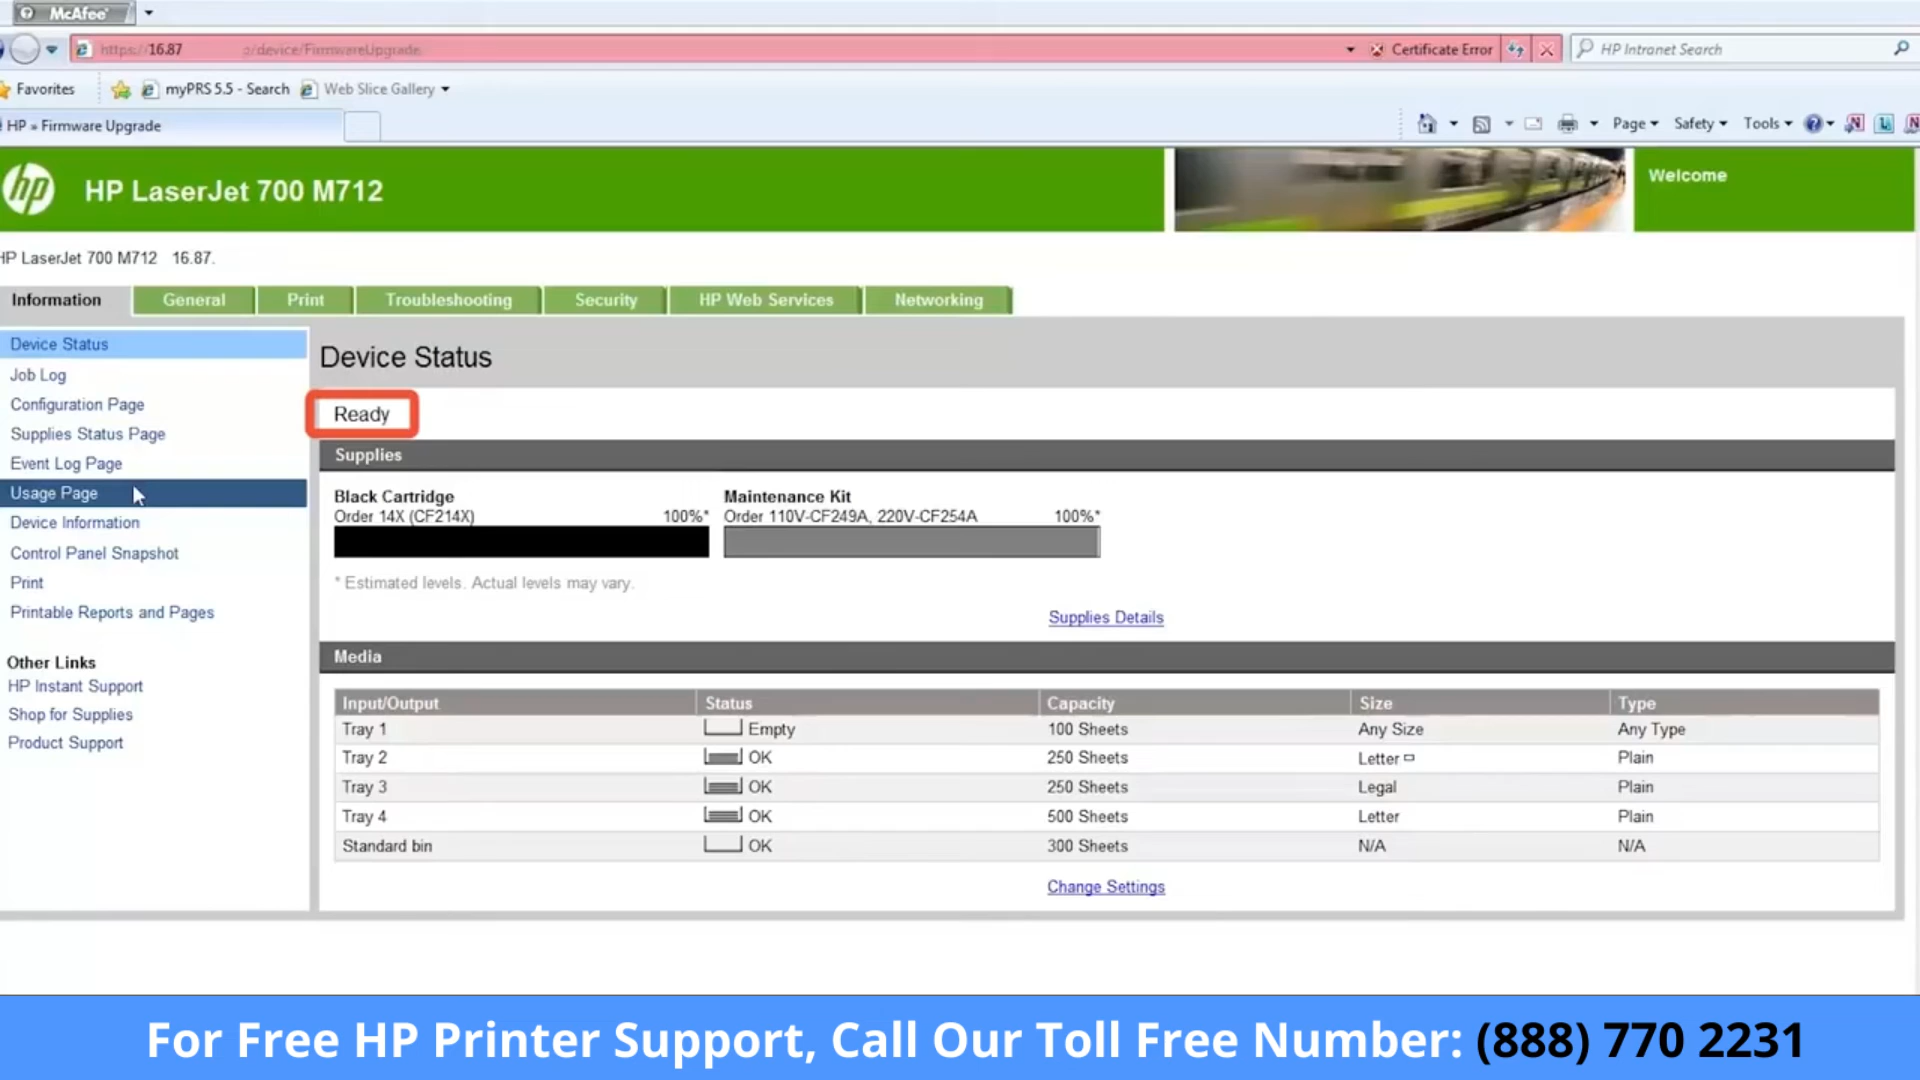 McAfee
https://16.87 o/device/FirmwareUpgrade
Certificate Error
HP Intranet Search
Favorites
myPRS 5.5 - Search
Web Slice Gallery
HP » Firmware Upgrade
Page
Safety
Tools
hp
HP LaserJet 700 M712
Welcome
HP LaserJet 700 M712 16.87.
Information
General
Print
Troubleshooting
Security
HP Web Services
Networking
Device Status
Job Log
Configuration Page
Supplies Status Page
Event Log Page
Usage Page
Device Information
Control Panel Snapshot
Print
Printable Reports and Pages
Other Links
HP Instant Support
Shop for Supplies
Product Support
Device Status
Ready
Supplies
Black Cartridge
Order 14X (CF214X) 100%*
Maintenance Kit
Order 110V-CF249A, 220V-CF254A 100%*
* Estimated levels. Actual levels may vary.
Supplies Details
Media
Input/Output Status Capacity Size Type
Tray 1 Empty 100 Sheets Any Size Any Type
Tray 2 OK 250 Sheets Letter Plain
Tray 3 OK 250 Sheets Legal Plain
Tray 4 OK 500 Sheets Letter Plain
Standard bin OK 300 Sheets N/A N/A
Change Settings
For Free HP Printer Support, Call Our Toll Free Number: (888) 770 2231